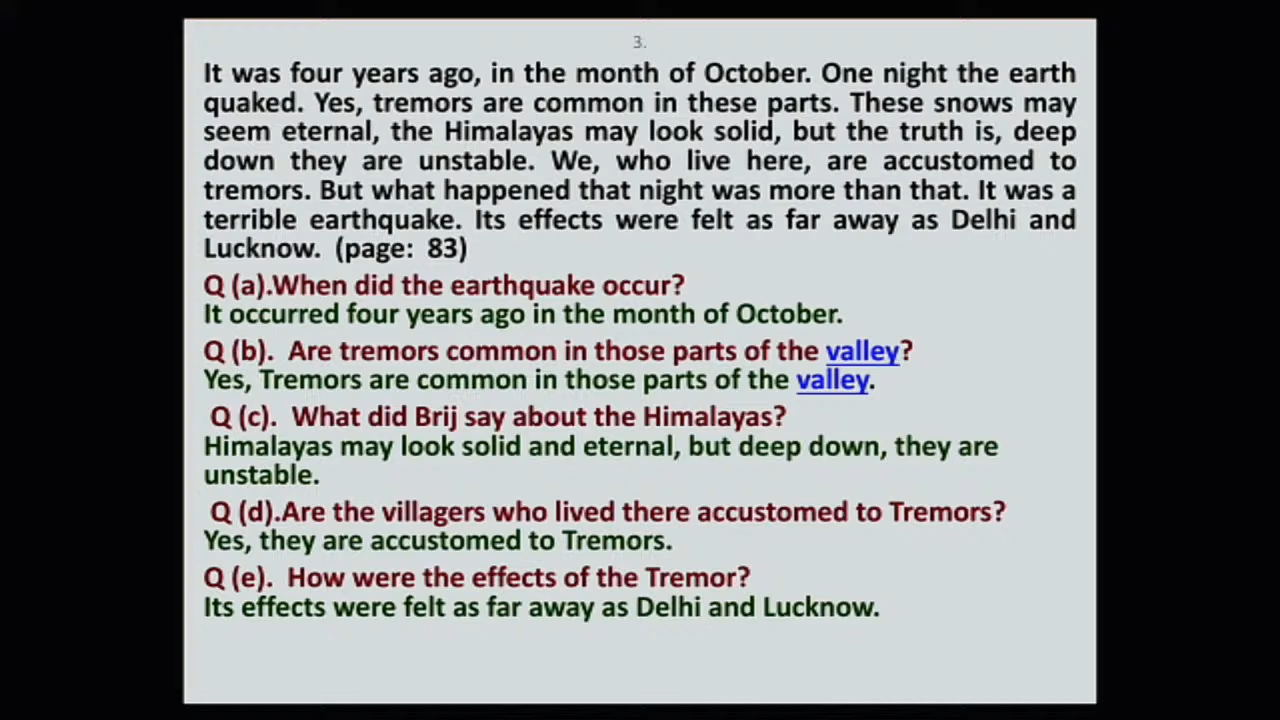 3.
It was four years ago, in the month of October. One night the earth
quaked. Yes, tremors are common in these parts. These snows may
seem eternal, the Himalayas may look solid, but the truth is, deep
down they are unstable. We, who live here, are accustomed to
tremors. But what happened that night was more than that. It was a
terrible earthquake. Its effects were felt as far away as Delhi and
Lucknow. (page: 83)
Q (a).When did the earthquake occur?
It occurred four years ago in the month of October.
Q (b). Are tremors common in those parts of the valley?
Yes, Tremors are common in those parts of the valley.
Q (c). What did Brij say about the Himalayas?
Himalayas may look solid and eternal, but deep down, they are
unstable.
Q (d).Are the villagers who lived there accustomed to Tremors?
Yes, they are accustomed to Tremors.
Q (e). How were the effects of the Tremor?
Its effects were felt as far away as Delhi and Lucknow.